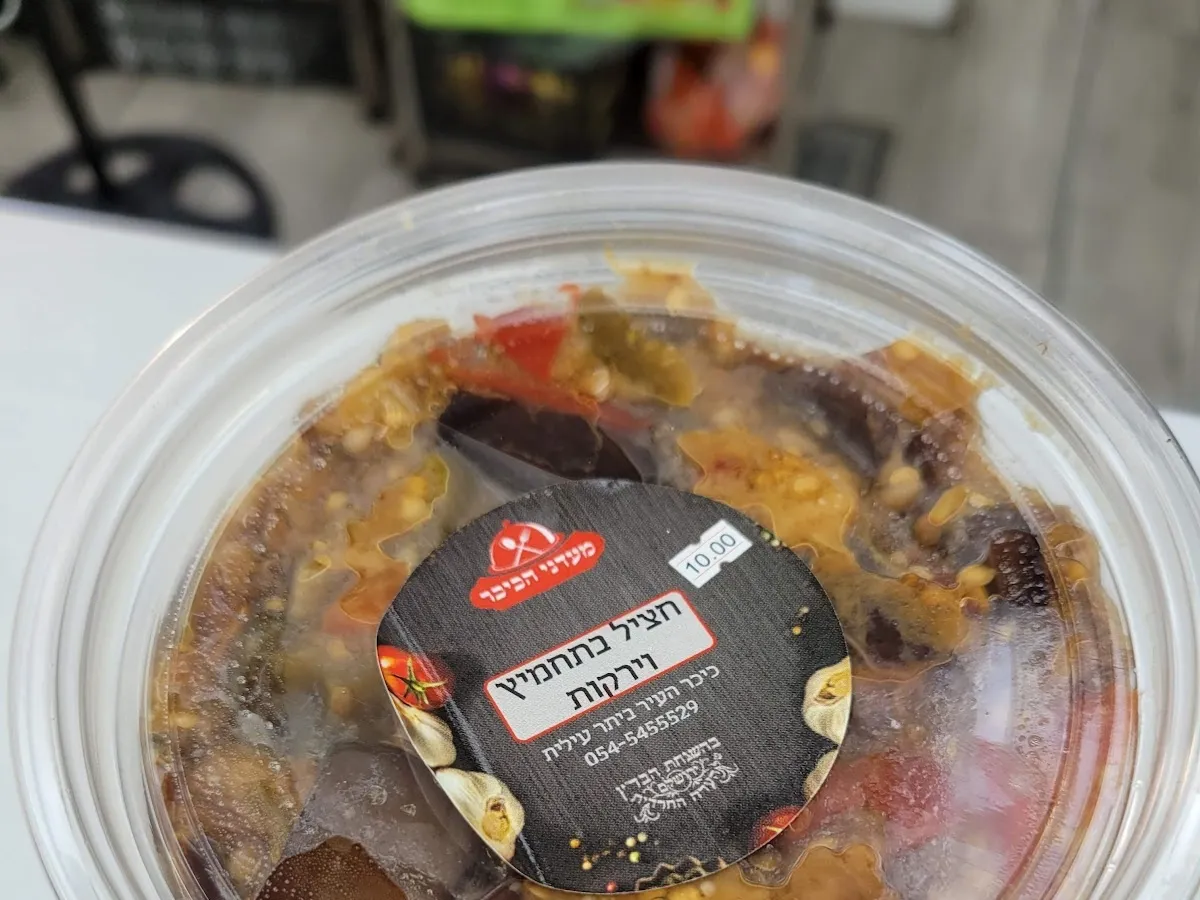 מעדני הכיכר
10.00
חציל בתחמיץ
וירקות
כיכר העיר ביתר עילית
054-5455529
בהשגחת הבד"ץ